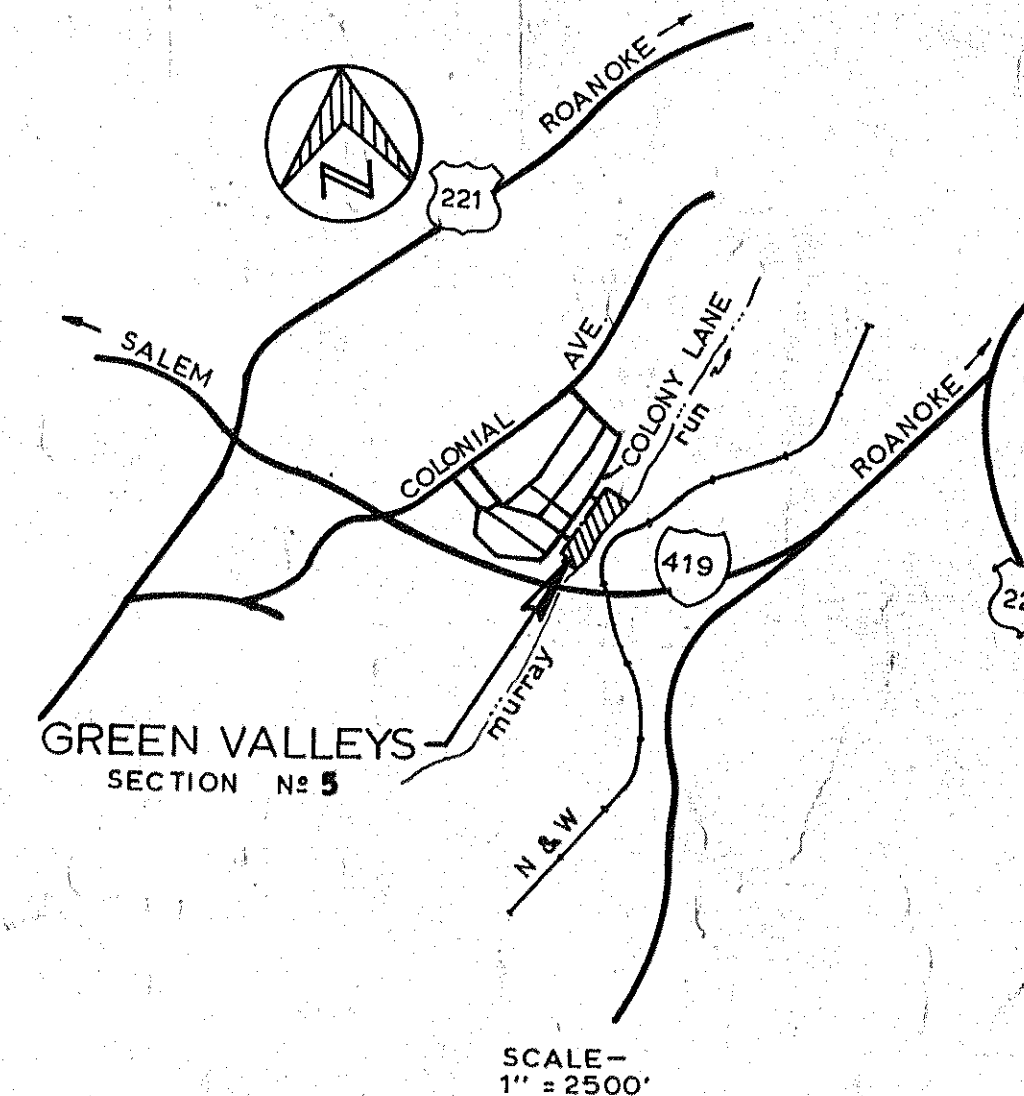 ROANOKE
N
221
SALEM
COLONIAL AVE.
COLONY LANE
run
ROANOKE
419
murray
GREEN VALLEYS
SECTION Nº 5
N & W
SCALE—
1" = 2500'